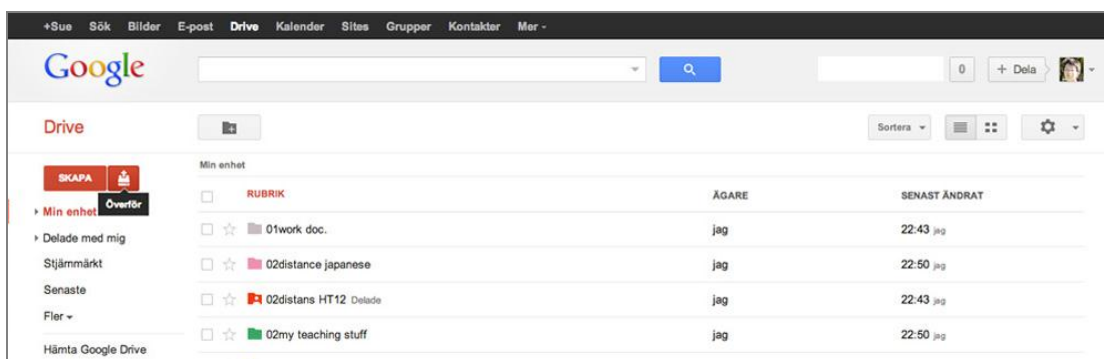 +Sue Sök Bilder E-post Drive Kalender Sites Grupper Kontakter Mer
Google
0 + Dela
Drive
Sortera
Min enhet
SKAPA
Överför
RUBRIK ÄGARE SENAST ÄNDRAT
Min enhet
01work doc. jag 22:43 jag
Delade med mig
02distance japanese jag 22:50 jag
Stjärnmärkt
Senaste
02distans HT12 Delade jag 22:43 jag
Fler
02my teaching stuff jag 22:50 jag
Hämta Google Drive